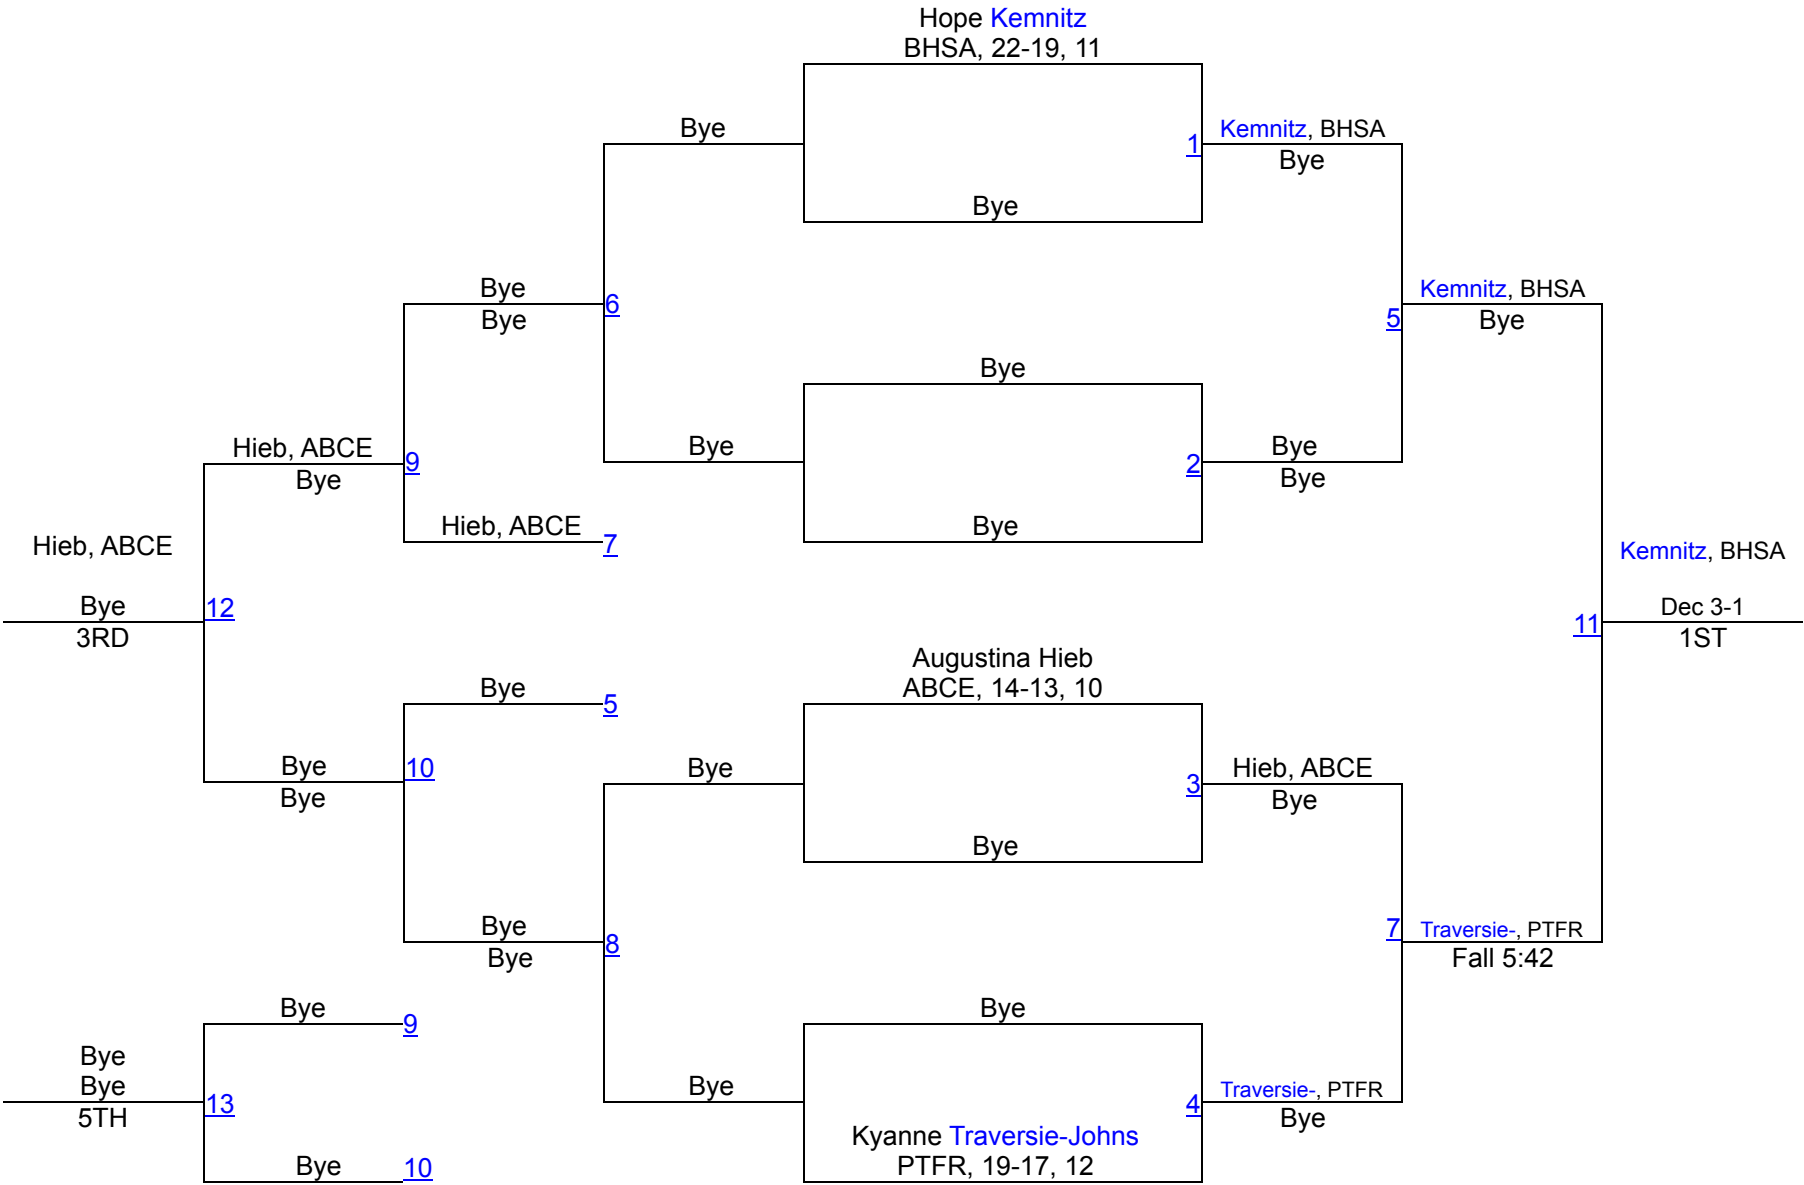 Hope Kemnitz
BHSA, 22-19, 11
Bye
1
Kemnitz, BHSA
Bye
Bye
Bye
Bye
6
Kemnitz, BHSA
5
Bye
Bye
Hieb, ABCE
Bye
9
Bye
2
Bye
Bye
Hieb, ABCE
7
Bye
Hieb, ABCE
Bye
3RD
12
Kemnitz, BHSA
Dec 3-1
1ST
11
Augustina Hieb
ABCE, 14-13, 10
Bye
5
Bye
Bye
10
Bye
3
Hieb, ABCE
Bye
Bye
Bye
Bye
8
7
Traversie-, PTFR
Fall 5:42
Bye
9
Bye
Bye
Bye
5TH
13
Bye
4
Traversie-, PTFR
Bye
Kyanne Traversie-Johns
PTFR, 19-17, 12
Bye
10